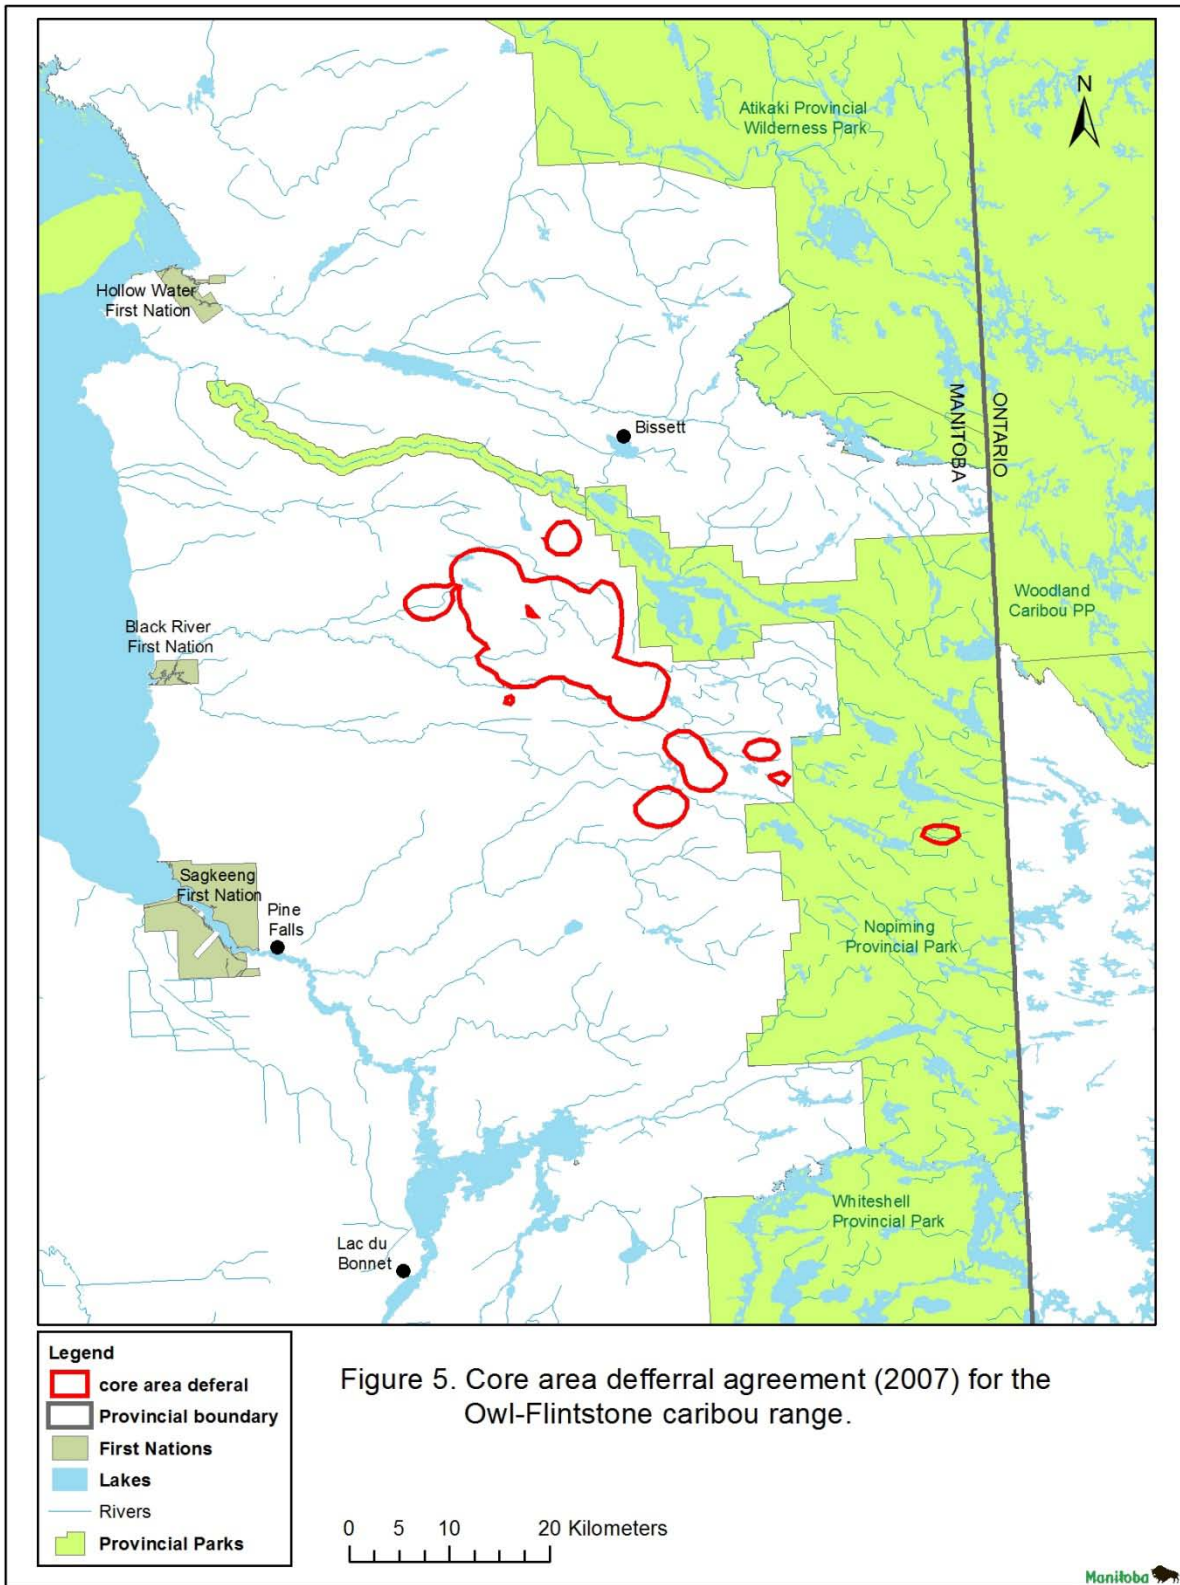 Atikaki Provincial
Wilderness Park
N
Hollow Water
First Nation
MANITOBA
ONTARIO
Bissett
Woodland
Caribou PP
Black River
First Nation
Sagkeeng
First Nation
Pine
Falls
Nopiming
Provincial Park
Whiteshell
Provincial Park
Lac du
Bonnet
Legend
core area deferal
Provincial boundary
First Nations
Lakes
Rivers
Provincial Parks
Figure 5. Core area defferral agreement (2007) for the
Owl-Flintstone caribou range.
0 5 10 20 Kilometers
Manitoba